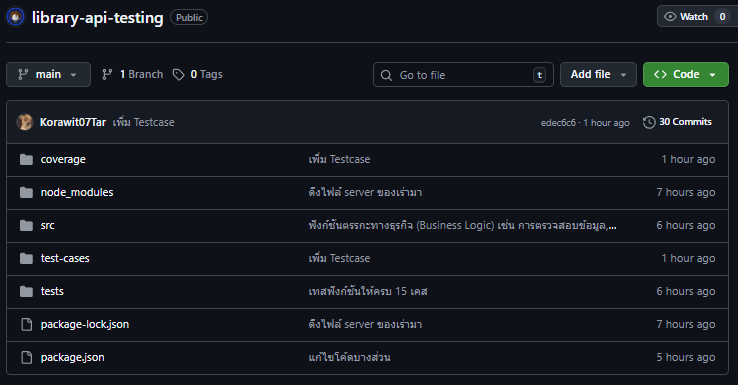 library-api-testing Public Watch 0
main 1 Branch 0 Tags Go to file t Add file Code
Korawit07Tar เพิ่ม Testcase edec6c6 · 1 hour ago 30 Commits
coverage เพิ่ม Testcase 1 hour ago
node_modules ดึงไฟล์ server ของเรามา 7 hours ago
src ฟังก์ชันตรรกะทางธุรกิจ (Business Logic) เช่น การตรวจสอบข้อมูล,... 6 hours ago
test-cases เพิ่ม Testcase 1 hour ago
tests เทสฟังก์ชันให้ครบ 15 เคส 6 hours ago
package-lock.json ดึงไฟล์ server ของเรามา 7 hours ago
package.json แก้ไขโค้ดบางส่วน 5 hours ago